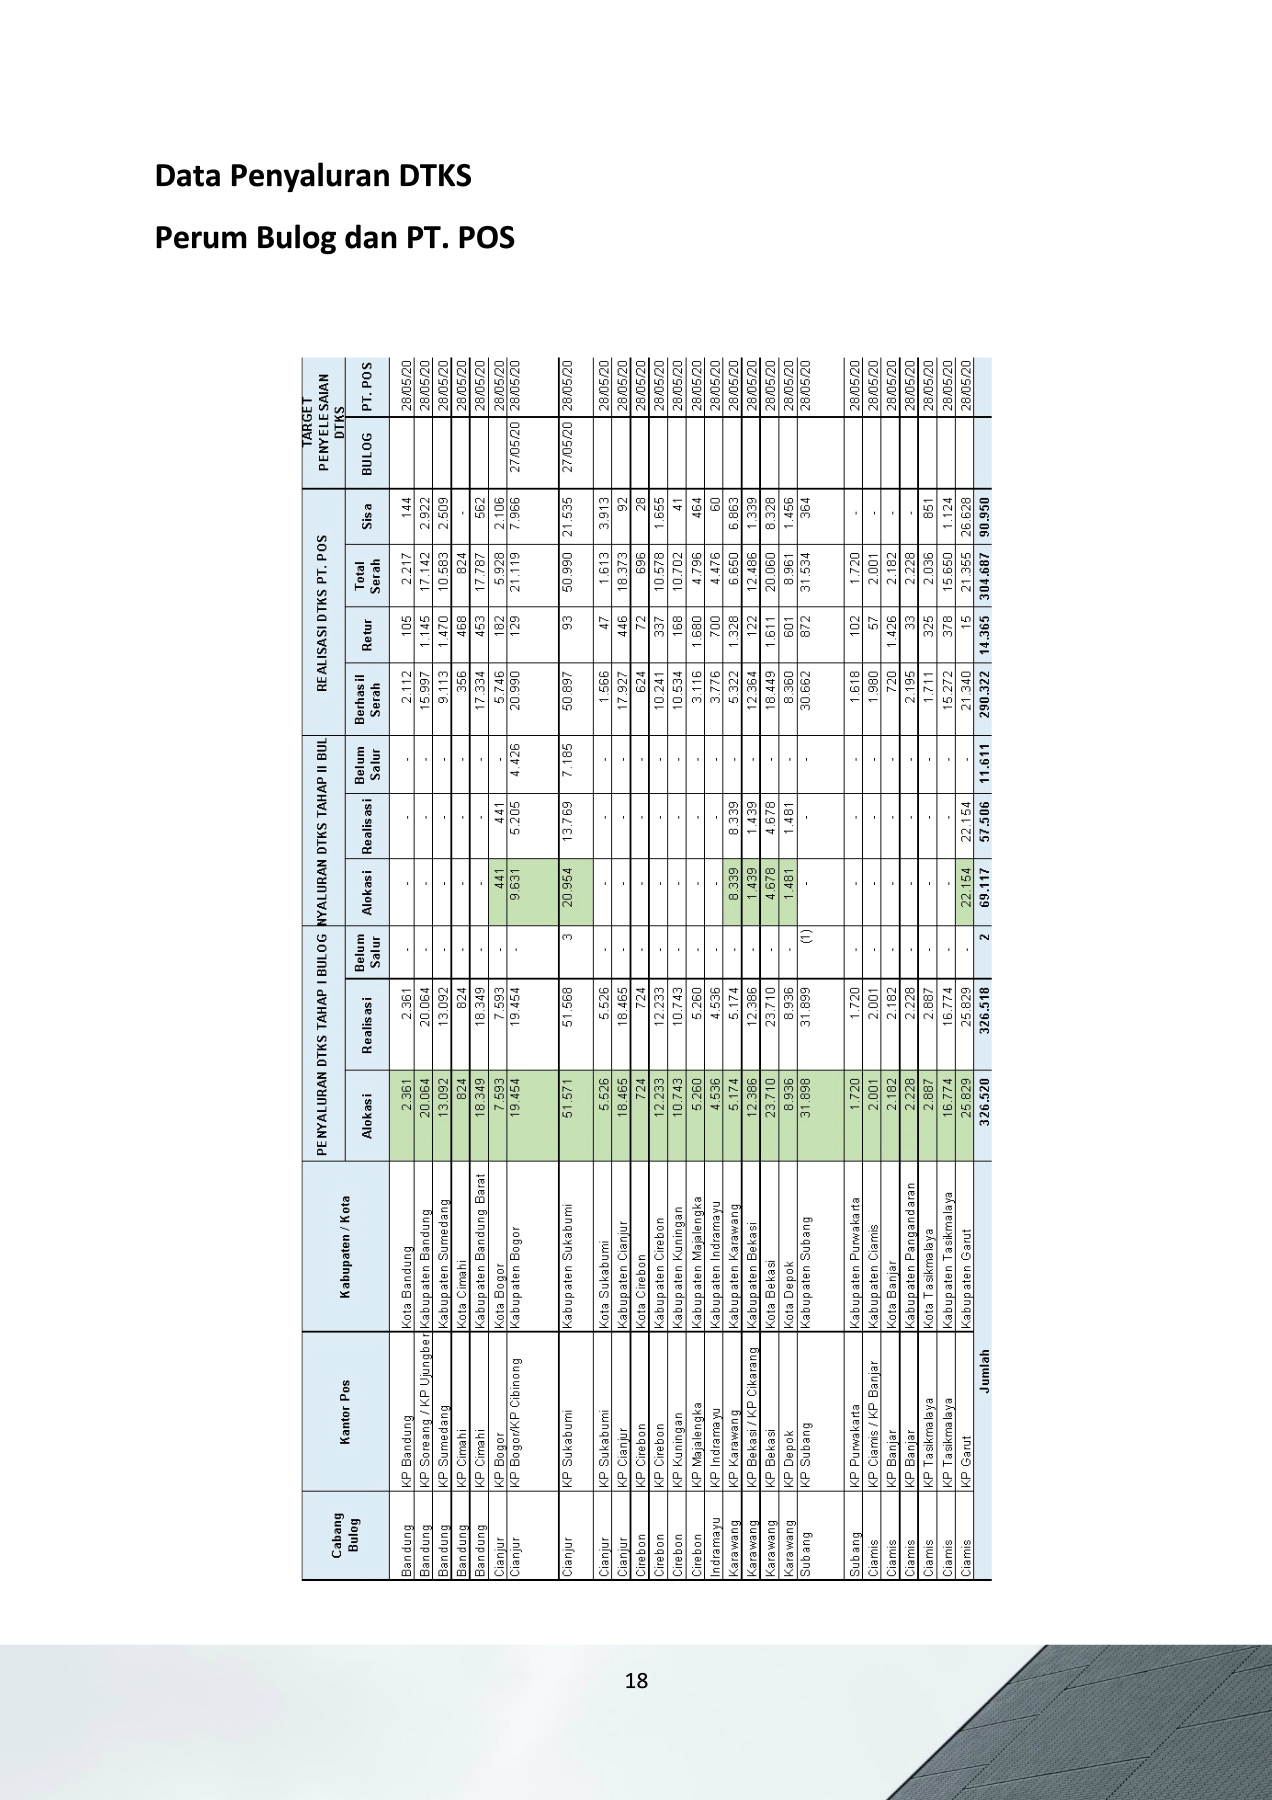 Data Penyaluran DTKS
Perum Bulog dan PT. POS
Cabang Bulog | Kantor Pos | Kabupaten / Kota | PENYALURAN DTKS TAHAP I BULOG | NYALURAN DTKS TAHAP II BUL | REALISASI DTKS PT. POS | TARGET PENYELESAIAN DTKS
Alokasi | Realisasi | Belum Salur | Alokasi | Realisasi | Belum Salur | Berhasil Serah | Retur | Total Serah | Sisa | BULOG | PT. POS
Bandung | KP Bandung | Kota Bandung | 2.361 | 2.361 | - | - | - | - | 2.112 | 105 | 2.217 | 144 | | 28/05/20
Bandung | KP Soreang / KP Ujungber | Kabupaten Bandung | 20.064 | 20.064 | - | - | - | - | 15.997 | 1.145 | 17.142 | 2.922 | | 28/05/20
Bandung | KP Sumedang | Kabupaten Sumedang | 13.092 | 13.092 | - | - | - | - | 9.113 | 1.470 | 10.583 | 2.509 | | 28/05/20
Bandung | KP Cimahi | Kota Cimahi | 824 | 824 | - | - | - | - | 356 | 468 | 824 | - | | 28/05/20
Bandung | KP Cimahi | Kabupaten Bandung Barat | 18.349 | 18.349 | - | - | - | - | 17.334 | 453 | 17.787 | 562 | | 28/05/20
Cianjur | KP Bogor | Kota Bogor | 7.593 | 7.593 | - | 441 | 441 | - | 5.746 | 182 | 5.928 | 2.106 | | 28/05/20
Cianjur | KP Bogor/KP Cibinong | Kabupaten Bogor | 19.454 | 19.454 | - | 9.631 | 5.205 | 4.426 | 20.990 | 129 | 21.119 | 7.966 | 27/05/20 | 28/05/20
Cianjur | KP Sukabumi | Kabupaten Sukabumi | 51.571 | 51.568 | 3 | 20.954 | 13.769 | 7.185 | 50.897 | 93 | 50.990 | 21.535 | 27/05/20 | 28/05/20
Cianjur | KP Sukabumi | Kota Sukabumi | 5.526 | 5.526 | - | - | - | - | 1.566 | 47 | 1.613 | 3.913 | | 28/05/20
Cianjur | KP Cianjur | Kabupaten Cianjur | 18.465 | 18.465 | - | - | - | - | 17.927 | 446 | 18.373 | 92 | | 28/05/20
Cirebon | KP Cirebon | Kota Cirebon | 724 | 724 | - | - | - | - | 624 | 72 | 696 | 28 | | 28/05/20
Cirebon | KP Cirebon | Kabupaten Cirebon | 12.233 | 12.233 | - | - | - | - | 10.241 | 337 | 10.578 | 1.655 | | 28/05/20
Cirebon | KP Kuningan | Kabupaten Kuningan | 10.743 | 10.743 | - | - | - | - | 10.534 | 168 | 10.702 | 41 | | 28/05/20
Cirebon | KP Majalengka | Kabupaten Majalengka | 5.260 | 5.260 | - | - | - | - | 3.116 | 1.680 | 4.796 | 464 | | 28/05/20
Indramayu | KP Indramayu | Kabupaten Indramayu | 4.536 | 4.536 | - | - | - | - | 3.776 | 700 | 4.476 | 60 | | 28/05/20
Karawang | KP Karawang | Kabupaten Karawang | 5.174 | 5.174 | - | 8.339 | 8.339 | - | 5.322 | 1.328 | 6.650 | 6.863 | | 28/05/20
Karawang | KP Bekasi / KP Cikarang | Kabupaten Bekasi | 12.386 | 12.386 | - | 1.439 | 1.439 | - | 12.364 | 122 | 12.486 | 1.339 | | 28/05/20
Karawang | KP Bekasi | Kota Bekasi | 23.710 | 23.710 | - | 4.678 | 4.678 | - | 18.449 | 1.611 | 20.060 | 8.328 | | 28/05/20
Karawang | KP Depok | Kota Depok | 8.936 | 8.936 | - | 1.481 | 1.481 | - | 8.360 | 601 | 8.961 | 1.456 | | 28/05/20
Subang | KP Subang | Kabupaten Subang | 31.898 | 31.899 | (1) | - | - | - | 30.662 | 872 | 31.534 | 364 | | 28/05/20
Subang | KP Purwakarta | Kabupaten Purwakarta | 1.720 | 1.720 | - | - | - | - | 1.618 | 102 | 1.720 | - | | 28/05/20
Ciamis | KP Ciamis / KP Banjar | Kabupaten Ciamis | 2.001 | 2.001 | - | - | - | - | 1.980 | 57 | 2.001 | - | | 28/05/20
Ciamis | KP Banjar | Kota Banjar | 2.182 | 2.182 | - | - | - | - | 720 | 1.426 | 2.182 | - | | 28/05/20
Ciamis | KP Banjar | Kabupaten Pangandaran | 2.228 | 2.228 | - | - | - | - | 2.195 | 33 | 2.228 | - | | 28/05/20
Ciamis | KP Tasikmalaya | Kota Tasikmalaya | 2.887 | 2.887 | - | - | - | - | 1.711 | 325 | 2.036 | 851 | | 28/05/20
Ciamis | KP Tasikmalaya | Kabupaten Tasikmalaya | 16.774 | 16.774 | - | - | - | - | 15.272 | 378 | 15.650 | 1.124 | | 28/05/20
Ciamis | KP Garut | Kabupaten Garut | 25.829 | 25.829 | - | 22.154 | 22.154 | - | 21.340 | 15 | 21.355 | 26.628 | | 28/05/20
Jumlah | 326.520 | 326.518 | 2 | 69.117 | 57.506 | 11.611 | 290.322 | 14.365 | 304.687 | 90.950
18